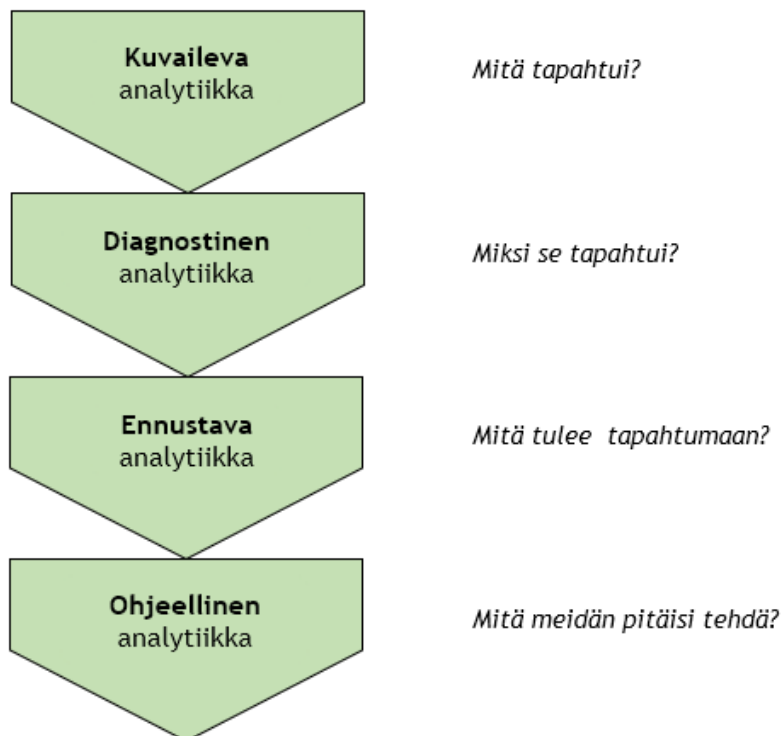 Kuvaileva
analytiikka
Mitä tapahtui?
Diagnostinen
analytiikka
Miksi se tapahtui?
Ennustava
analytiikka
Mitä tulee  tapahtumaan?
Ohjeellinen
analytiikka
Mitä meidän pitäisi tehdä?